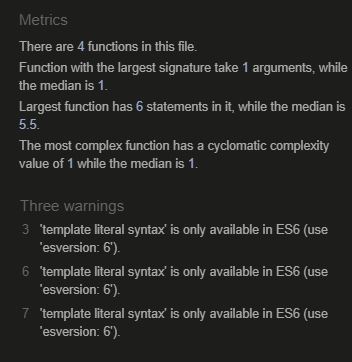 Metrics
There are 4 functions in this file.
Function with the largest signature take 1 arguments, while
the median is 1.
Largest function has 6 statements in it, while the median is
5.5.
The most complex function has a cyclomatic complexity
value of 1 while the median is 1.
Three warnings
3 'template literal syntax' is only available in ES6 (use
'esversion: 6').
6 'template literal syntax' is only available in ES6 (use
'esversion: 6').
7 'template literal syntax' is only available in ES6 (use
'esversion: 6').